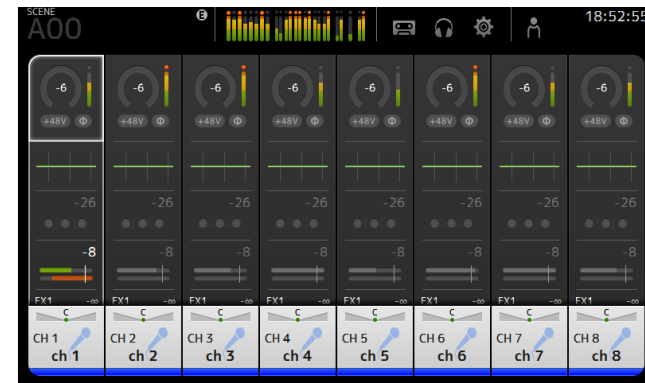 SCENE
A00
E
18:52:55
-6 -6 -6 -6 -6 -6 -6 -6
+48V Φ +48V Φ +48V Φ +48V Φ +48V Φ +48V Φ +48V Φ +48V Φ
-26 -26 -26 -26 -26 -26 -26 -26
-8 -8 -8 -8 -8 -8 -8 -8
FX1 -∞ FX1 -∞ FX1 -∞ FX1 -∞ FX1 -∞ FX1 -∞ FX1 -∞ FX1 -∞
C C C C C C C C
CH 1 CH 2 CH 3 CH 4 CH 5 CH 6 CH 7 CH 8
ch 1 ch 2 ch 3 ch 4 ch 5 ch 6 ch 7 ch 8